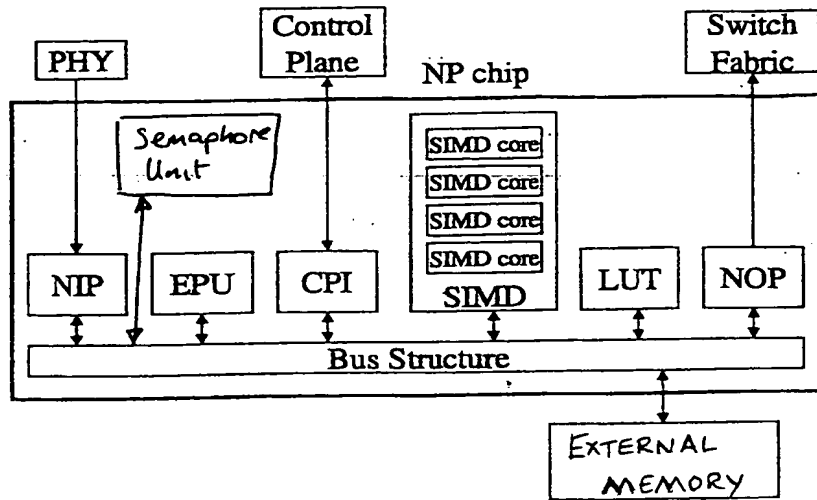 PHY
Control
Plane
Switch
Fabric
NP chip
Semaphore
Unit
SIMD core
SIMD core
SIMD core
SIMD core
SIMD
NIP
EPU
CPI
LUT
NOP
Bus Structure
EXTERNAL
MEMORY